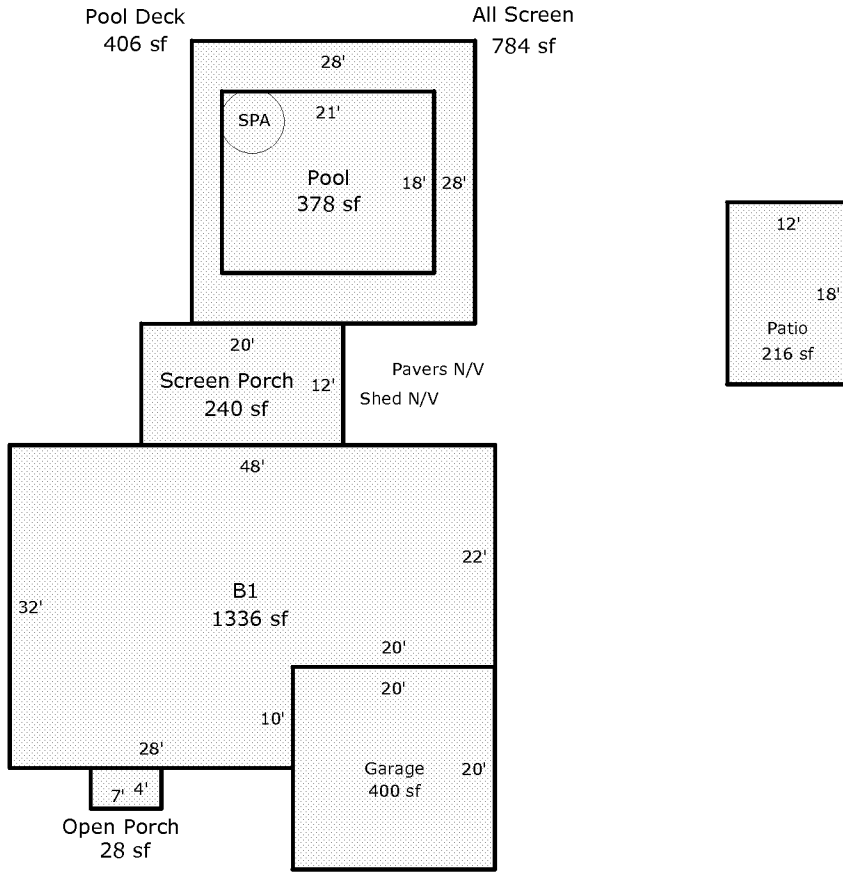 Pool Deck
406 sf
All Screen
784 sf
28'
SPA
21'
Pool
378 sf
18'
28'
12'
18'
Patio
216 sf
20'
Screen Porch
240 sf
12'
Pavers N/V
Shed N/V
48'
22'
32'
B1
1336 sf
20'
20'
10'
28'
Garage
400 sf
20'
7'
4'
Open Porch
28 sf